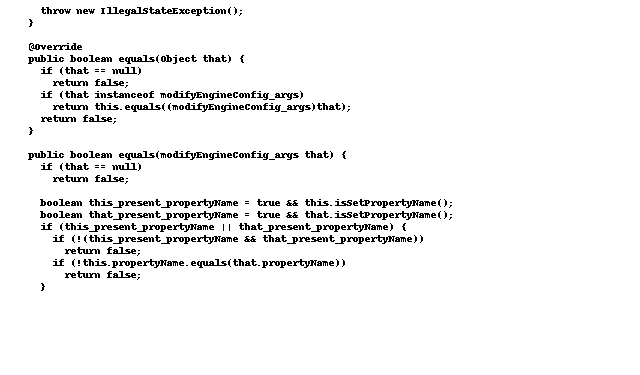 throw new IllegalStateException();
}
@Override
public boolean equals(Object that) {
if (that == null)
return false;
if (that instanceof modifyEngineConfig_args)
return this.equals((modifyEngineConfig_args)that);
return false;
}
public boolean equals(modifyEngineConfig_args that) {
if (that == null)
return false;
boolean this_present_propertyName = true && this.isSetPropertyName();
boolean that_present_propertyName = true && that.isSetPropertyName();
if (this_present_propertyName || that_present_propertyName) {
if (!(this_present_propertyName && that_present_propertyName))
return false;
if (!this.propertyName.equals(that.propertyName))
return false;
}